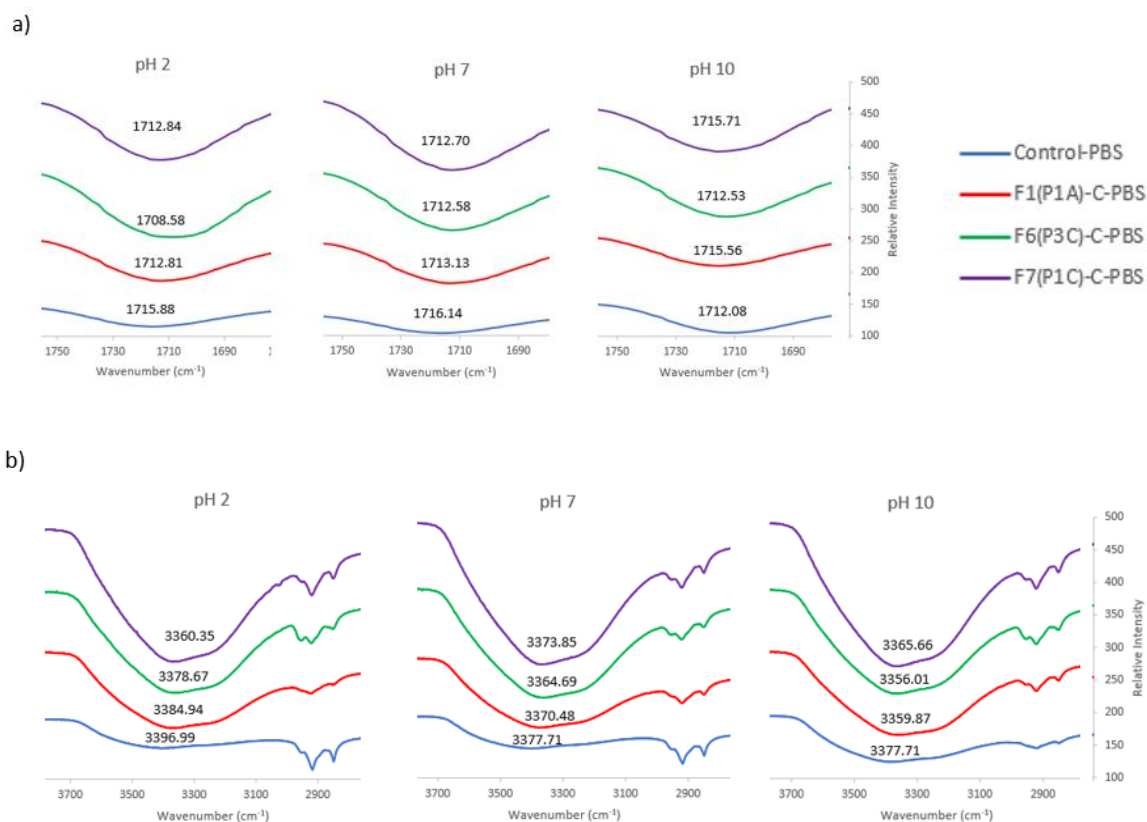 a)
pH 2
pH 7
pH 10
1712.84
1712.70
1715.71
1708.58
1712.58
1712.53
1712.81
1713.13
1715.56
1715.88
1716.14
1712.08
500
450
400
350
300
250
200
150
100
Relative Intensity
1750 1730 1710 1690
1750 1730 1710 1690
1750 1730 1710 1690
Wavenumber (cm⁻¹)
Wavenumber (cm⁻¹)
Wavenumber (cm⁻¹)
Control-PBS
F1(P1A)-C-PBS
F6(P3C)-C-PBS
F7(P1C)-C-PBS
b)
pH 2
pH 7
pH 10
3360.35
3373.85
3365.66
3378.67
3364.69
3356.01
3384.94
3370.48
3359.87
3396.99
3377.71
3377.71
500
450
400
350
300
250
200
150
100
Relative Intensity
3700 3500 3300 3100 2900
3700 3500 3300 3100 2900
3700 3500 3300 3100 2900
Wavenumber (cm⁻¹)
Wavenumber (cm⁻¹)
Wavenumber (cm⁻¹)